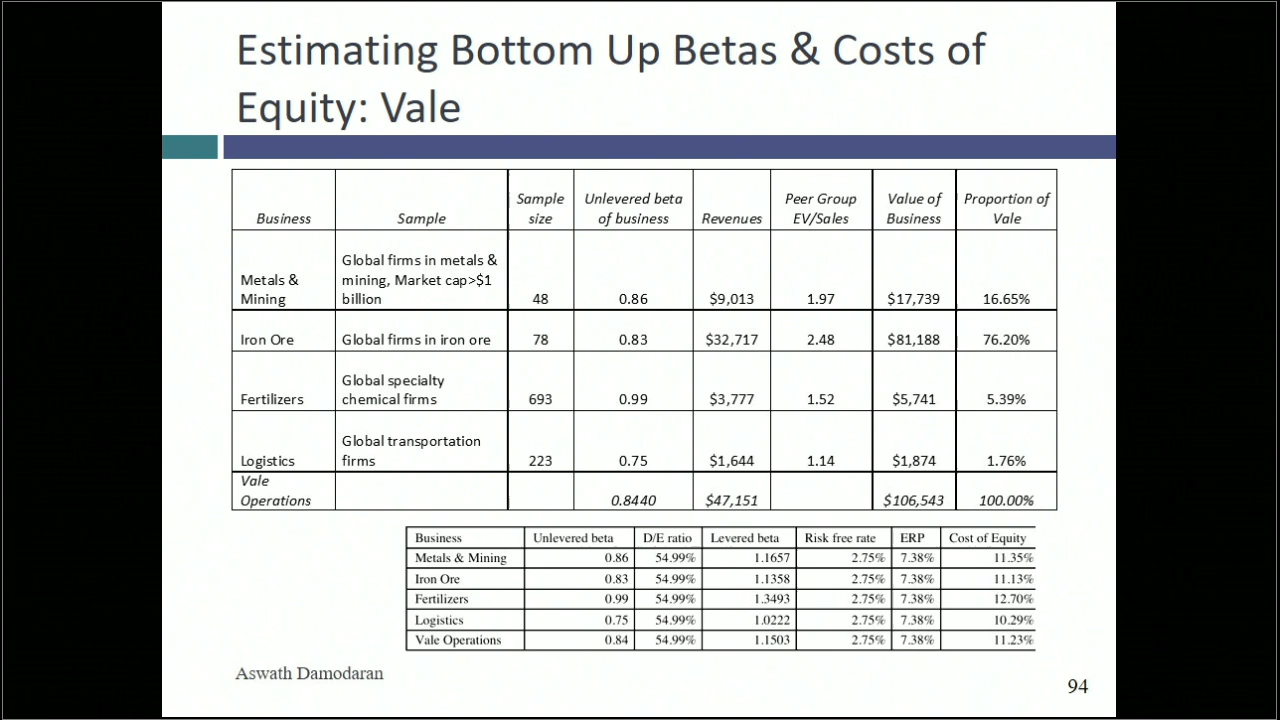 Estimating Bottom Up Betas & Costs of
Equity: Vale
Business Sample Sample size Unlevered beta of business Revenues Peer Group EV/Sales Value of Business Proportion of Vale
Metals & Mining Global firms in metals & mining, Market cap>$1 billion 48 0.86 $9,013 1.97 $17,739 16.65%
Iron Ore Global firms in iron ore 78 0.83 $32,717 2.48 $81,188 76.20%
Fertilizers Global specialty chemical firms 693 0.99 $3,777 1.52 $5,741 5.39%
Logistics Global transportation firms 223 0.75 $1,644 1.14 $1,874 1.76%
Vale Operations 0.8440 $47,151 $106,543 100.00%
Business Unlevered beta D/E ratio Levered beta Risk free rate ERP Cost of Equity
Metals & Mining 0.86 54.99% 1.1657 2.75% 7.38% 11.35%
Iron Ore 0.83 54.99% 1.1358 2.75% 7.38% 11.13%
Fertilizers 0.99 54.99% 1.3493 2.75% 7.38% 12.70%
Logistics 0.75 54.99% 1.0222 2.75% 7.38% 10.29%
Vale Operations 0.84 54.99% 1.1503 2.75% 7.38% 11.23%
Aswath Damodaran
94